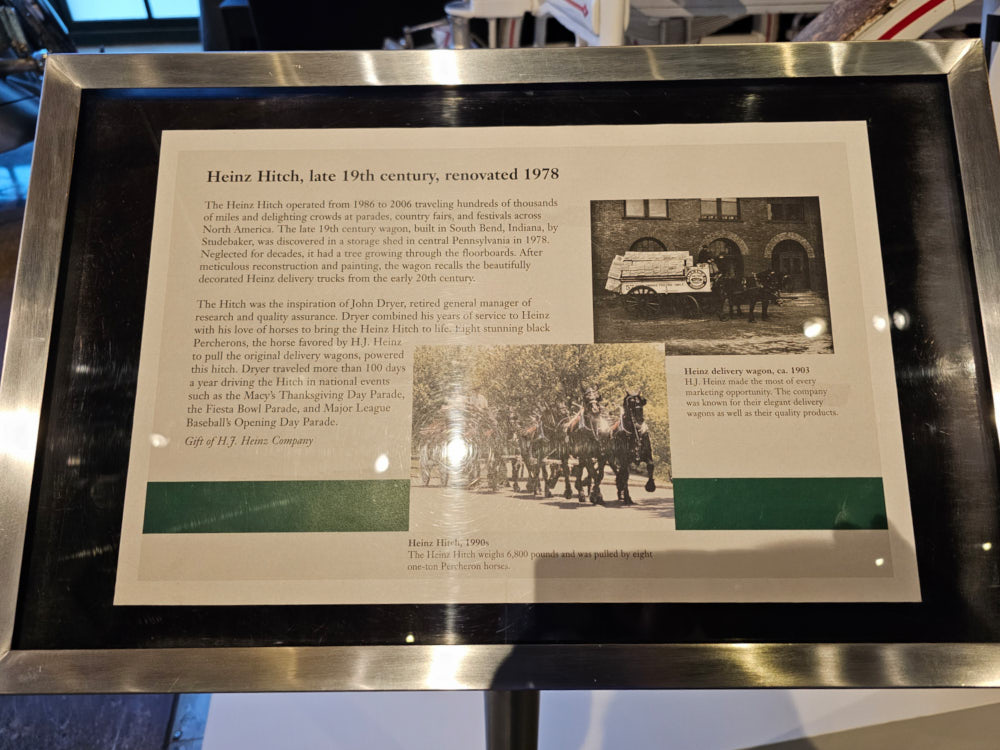 Heinz Hitch, late 19th century, renovated 1978
The Heinz Hitch operated from 1986 to 2006 traveling hundreds of thousands
of miles and delighting crowds at parades, country fairs, and festivals across
North America. The late 19th century wagon, built in South Bend, Indiana, by
Studebaker, was discovered in a storage shed in central Pennsylvania in 1978.
Neglected for decades, it had a tree growing through the floorboards. After
meticulous reconstruction and painting, the wagon recalls the beautifully
decorated Heinz delivery trucks from the early 20th century.
The Hitch was the inspiration of John Dryer, retired general manager of
research and quality assurance. Dryer combined his years of service to Heinz
with his love of horses to bring the Heinz Hitch to life. Eight stunning black
Percherons, the horse favored by H.J. Heinz
to pull the original delivery wagons, powered
this hitch. Dryer traveled more than 100 days
a year driving the Hitch in national events
such as the Macy's Thanksgiving Day Parade,
the Fiesta Bowl Parade, and Major League
Baseball's Opening Day Parade.
Gift of H.J. Heinz Company
Heinz delivery wagon, ca. 1903
H.J. Heinz made the most of every
marketing opportunity. The company
was known for their elegant delivery
wagons as well as their quality products.
Heinz Hitch, 1990s
The Heinz Hitch weighs 6,800 pounds and was pulled by eight
one-ton Percheron horses.